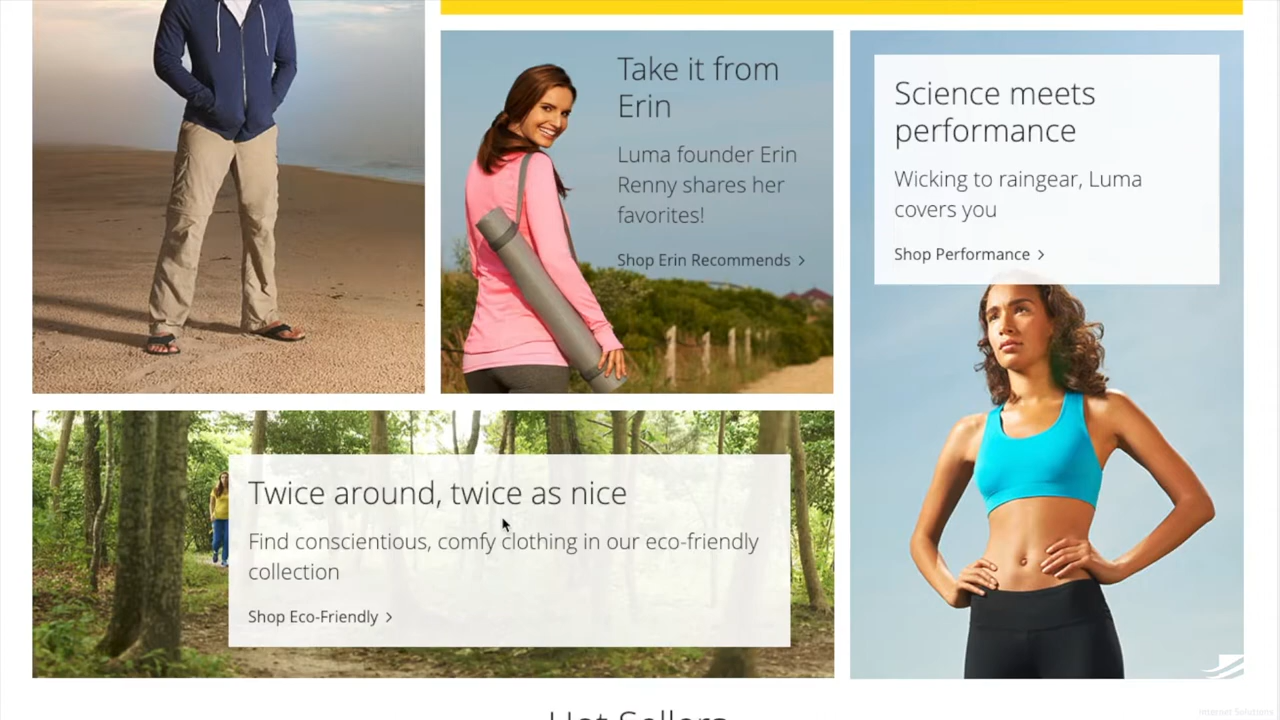 Take it from
Erin
Luma founder Erin
Renny shares her
favorites!
Shop Erin Recommends >
Science meets
performance
Wicking to raingear, Luma
covers you
Shop Performance >
Twice around, twice as nice
Find conscientious, comfy clothing in our eco-friendly
collection
Shop Eco-Friendly >
Hot Sellers